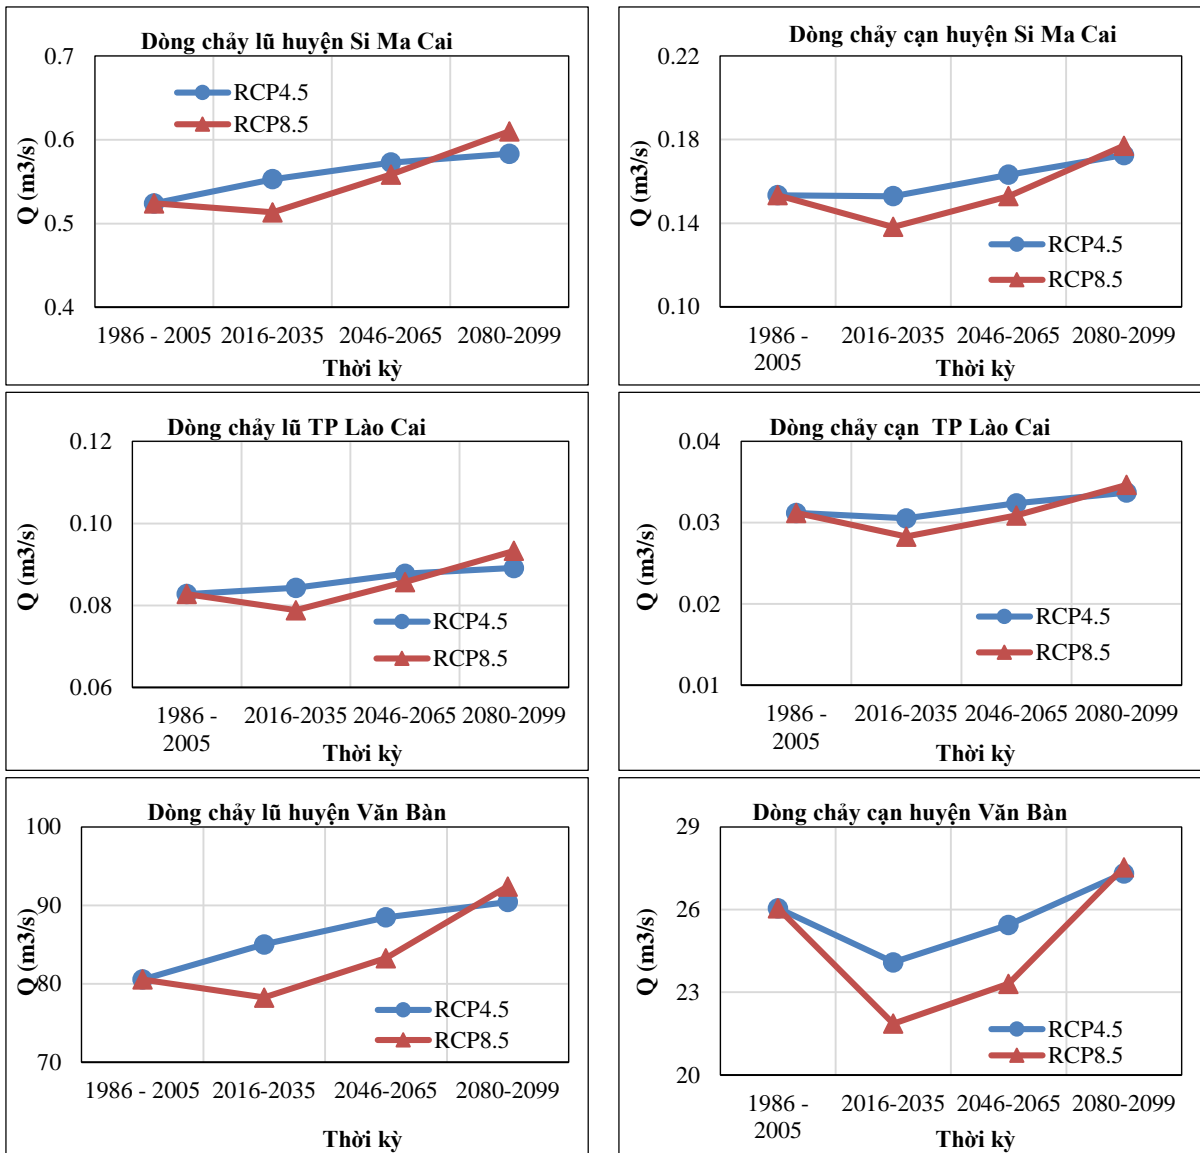 Dòng chảy lũ huyện Si Ma Cai
0.7
0.6
0.5
0.4
Q (m3/s)
RCP4.5
RCP8.5
1986 - 2005
2016-2035
2046-2065
2080-2099
Thời kỳ
Dòng chảy cạn huyện Si Ma Cai
0.22
0.18
0.14
0.10
Q (m3/s)
RCP4.5
RCP8.5
1986 -
2005
2016-2035
2046-2065
2080-2099
Thời kỳ
Dòng chảy lũ TP Lào Cai
0.12
0.10
0.08
0.06
Q (m3/s)
RCP4.5
RCP8.5
1986 -
2005
2016-2035
2046-2065
2080-2099
Thời kỳ
Dòng chảy cạn  TP Lào Cai
0.04
0.03
0.02
0.01
Q (m3/s)
RCP4.5
RCP8.5
1986 -
2005
2016-2035
2046-2065
2080-2099
Thời kỳ
Dòng chảy lũ huyện Văn Bàn
100
90
80
70
Q (m3/s)
RCP4.5
RCP8.5
1986 - 2005
2016-2035
2046-2065
2080-2099
Thời kỳ
Dòng chảy cạn huyện Văn Bàn
29
26
23
20
Q (m3/s)
RCP4.5
RCP8.5
1986 -
2005
2016-2035
2046-2065
2080-2099
Thời kỳ